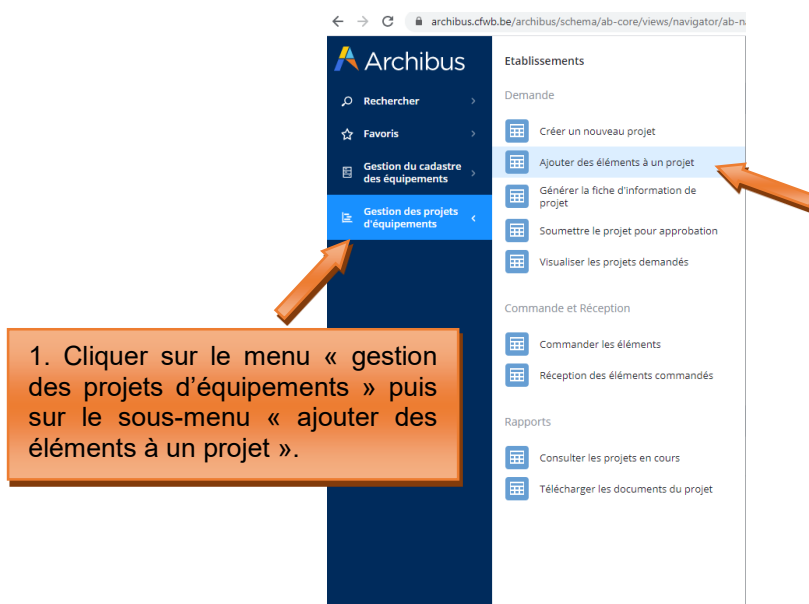 archibus.cfwb.be/archibus/schema/ab-core/views/navigator/ab-n
Archibus
Rechercher
Favoris
Gestion du cadastre
des équipements
Gestion des projets
d'équipements
Etablissements
Demande
Créer un nouveau projet
Ajouter des éléments à un projet
Générer la fiche d'information de
projet
Soumettre le projet pour approbation
Visualiser les projets demandés
Commande et Réception
Commander les éléments
Réception des éléments commandés
Rapports
Consulter les projets en cours
Télécharger les documents du projet
1. Cliquer sur le menu « gestion
des projets d’équipements » puis
sur le sous-menu « ajouter des
éléments à un projet ».